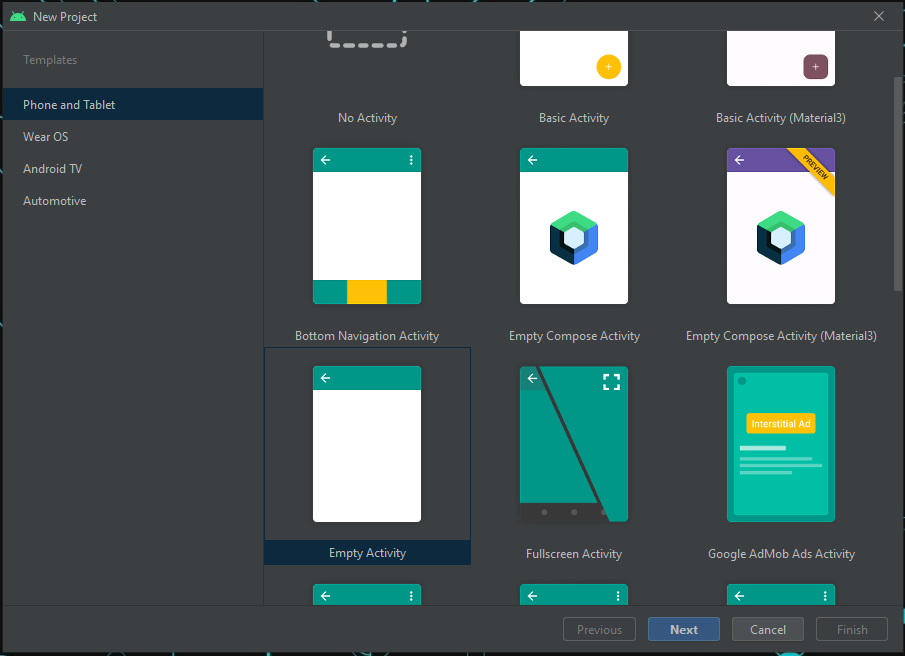 New Project
Templates
Phone and Tablet
Wear OS
Android TV
Automotive
No Activity
Basic Activity
Basic Activity (Material3)
PREVIEW
Bottom Navigation Activity
Empty Compose Activity
Empty Compose Activity (Material3)
Interstitial Ad
Empty Activity
Fullscreen Activity
Google AdMob Ads Activity
Previous
Next
Cancel
Finish